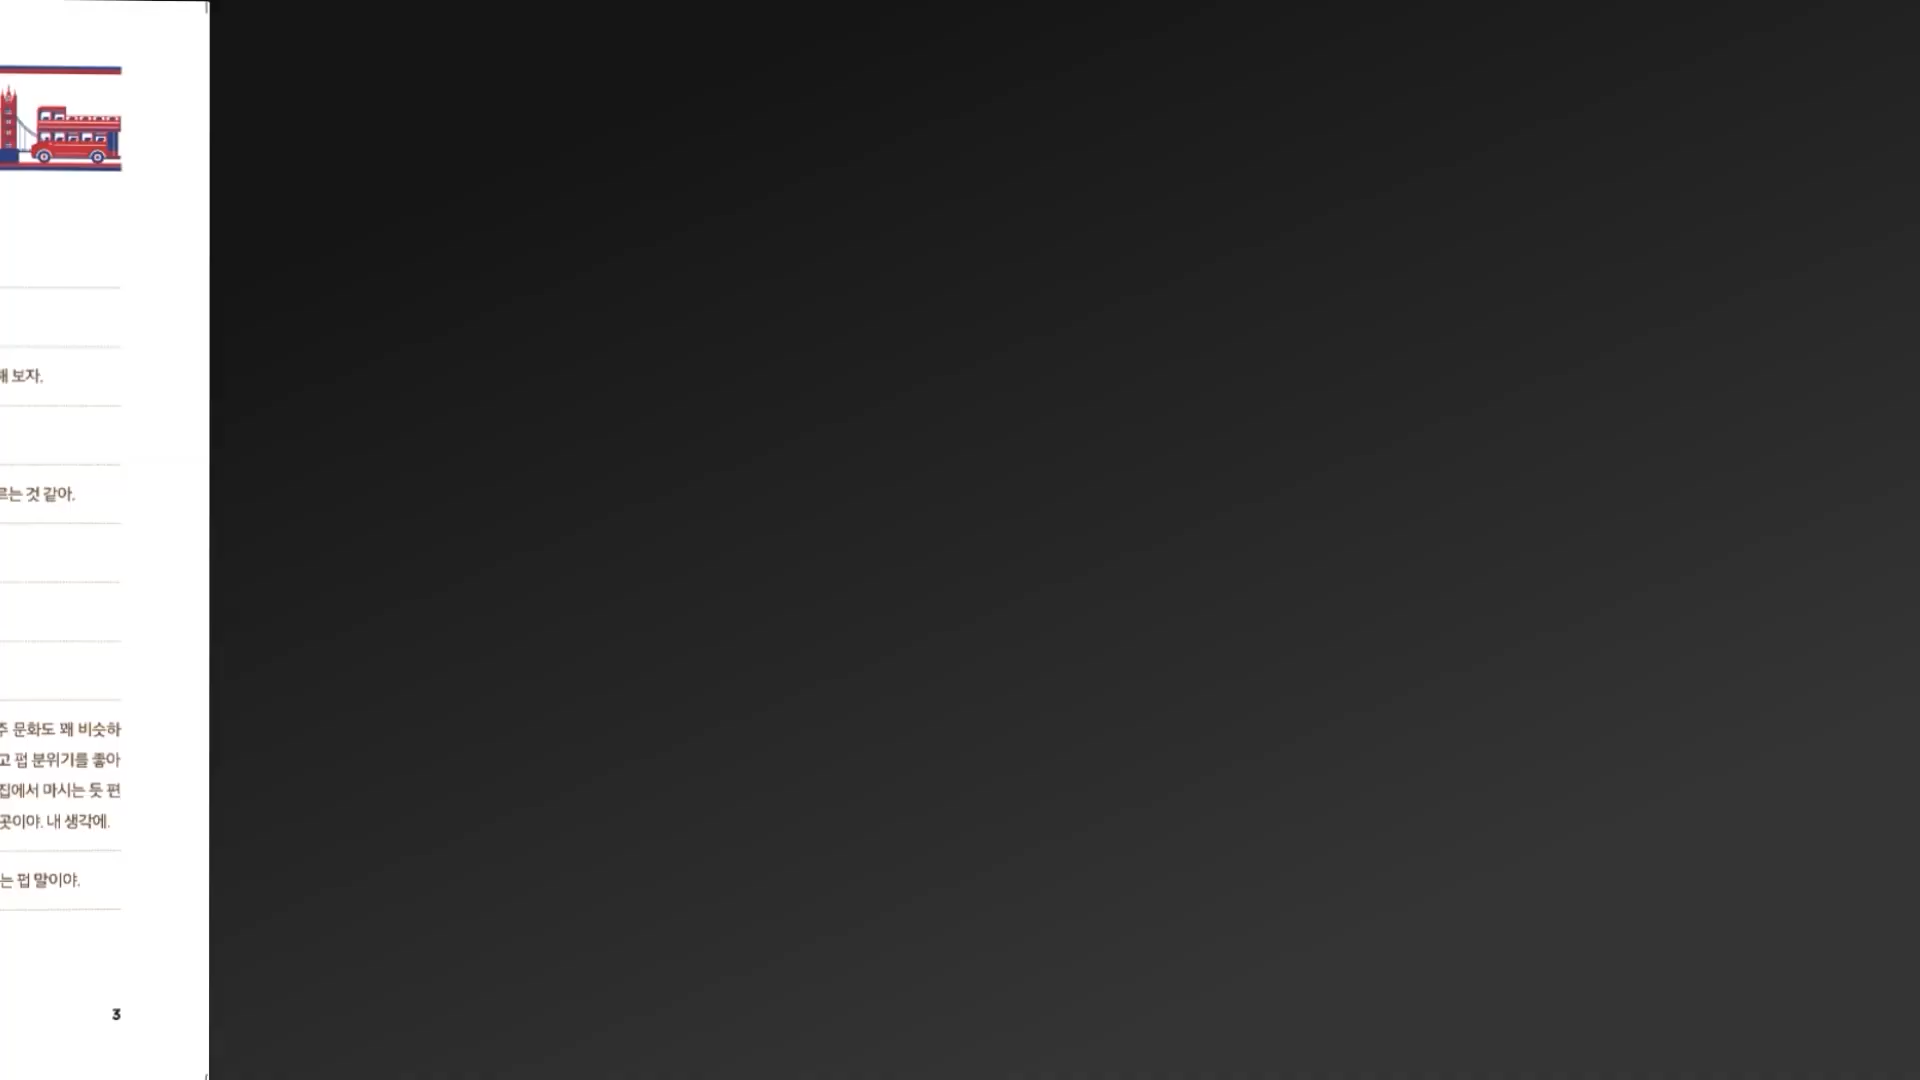 해 보자.
르는 것 같아.
주 문화도 꽤 비슷하
고 펍 분위기를 좋아
집에서 마시는 듯 편
곳이야. 내 생각에.
는 펍 말이야.
3